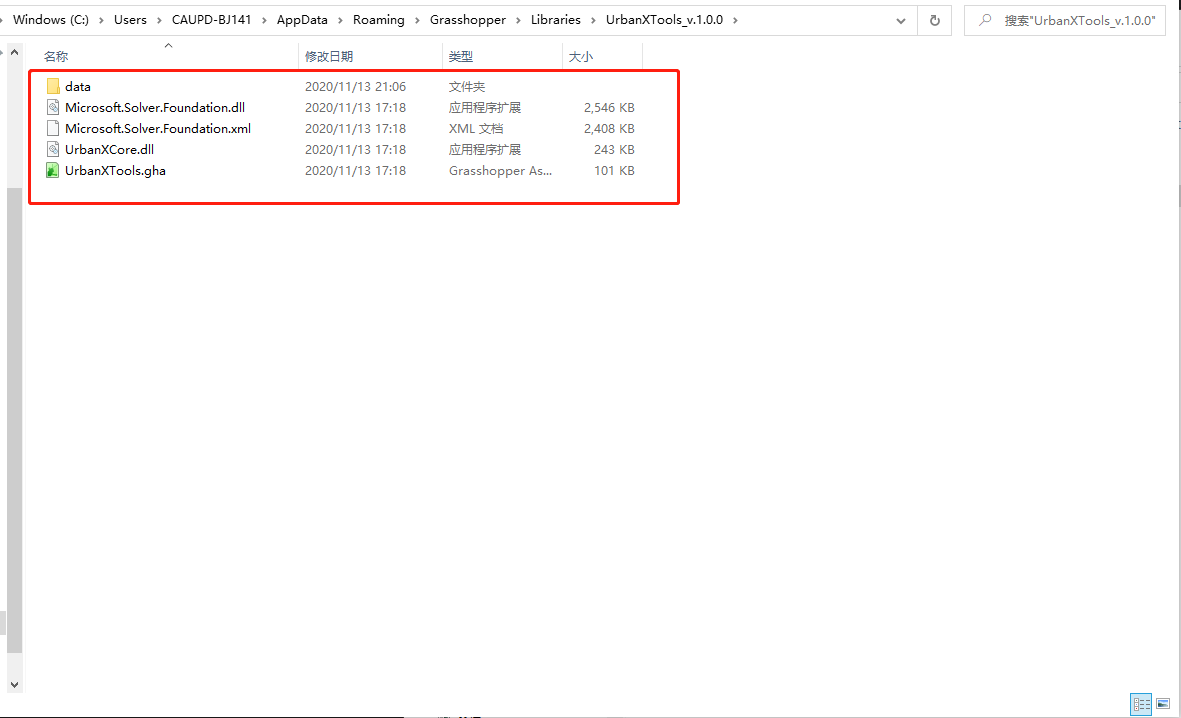 Windows (C:) › Users › CAUPD-BJ141 › AppData › Roaming › Grasshopper › Libraries › UrbanXTools_v.1.0.0 ›
搜索"UrbanXTools_v.1.0.0"
名称 修改日期 类型 大小
data 2020/11/13 21:06 文件夹
Microsoft.Solver.Foundation.dll 2020/11/13 17:18 应用程序扩展 2,546 KB
Microsoft.Solver.Foundation.xml 2020/11/13 17:18 XML 文档 2,408 KB
UrbanXCore.dll 2020/11/13 17:18 应用程序扩展 243 KB
UrbanXTools.gha 2020/11/13 17:18 Grasshopper As... 101 KB